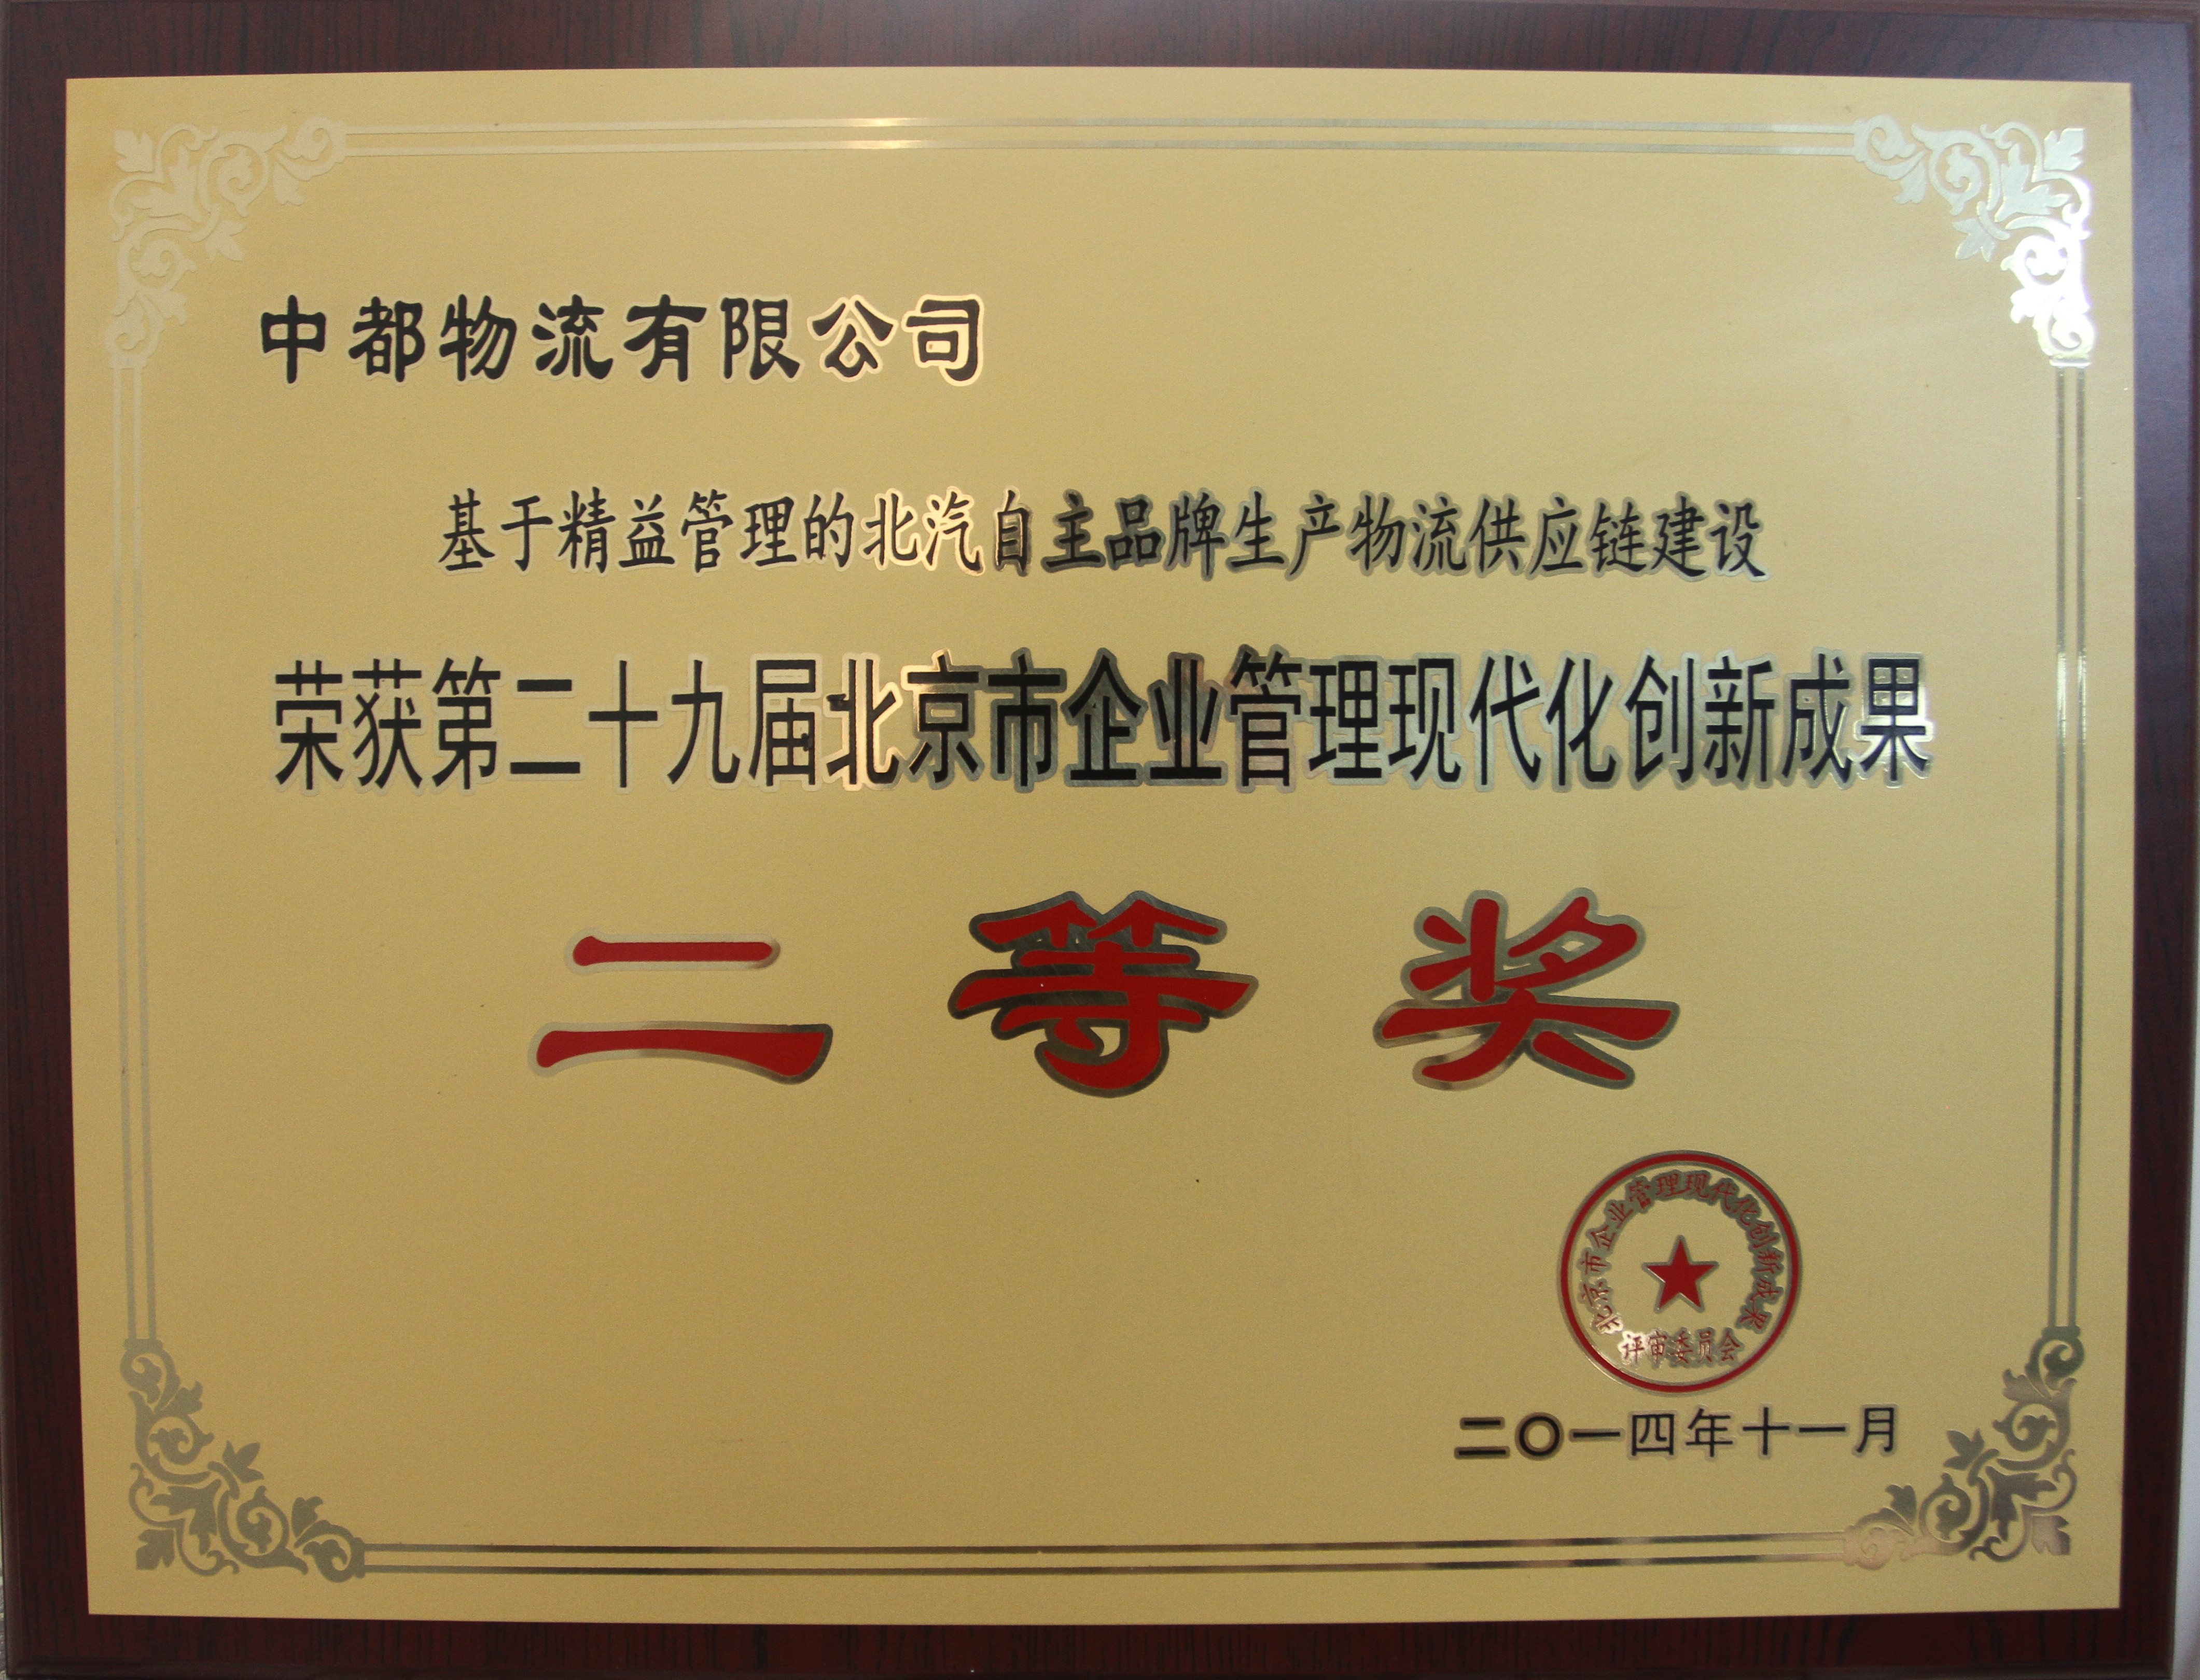 中都物流有限公司
基于精益管理的北汽自主品牌生产物流供应链建设
荣获第二十九届北京市企业管理现代化创新成果
二等奖
北京市企业管理现代化创新成果
评审委员会
二〇一四年十一月